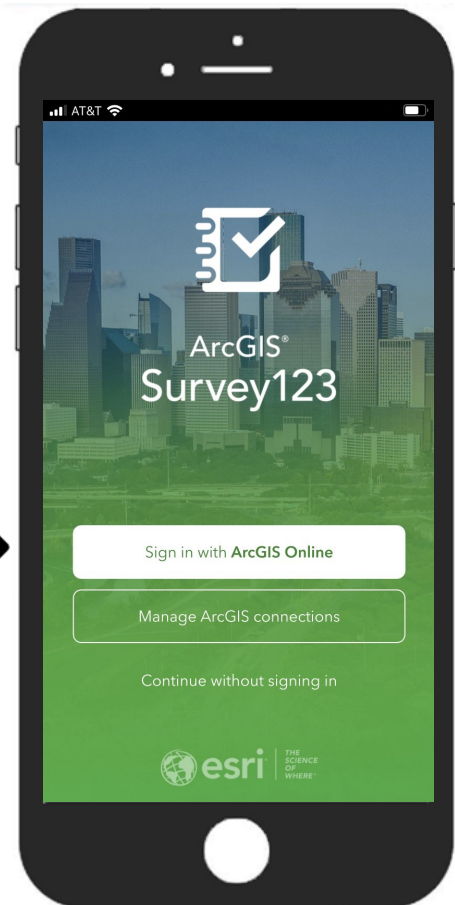 AT&T
ArcGIS®
Survey123
Sign in with ArcGIS Online
Manage ArcGIS connections
Continue without signing in
esri
THE
SCIENCE
OF
WHERE®